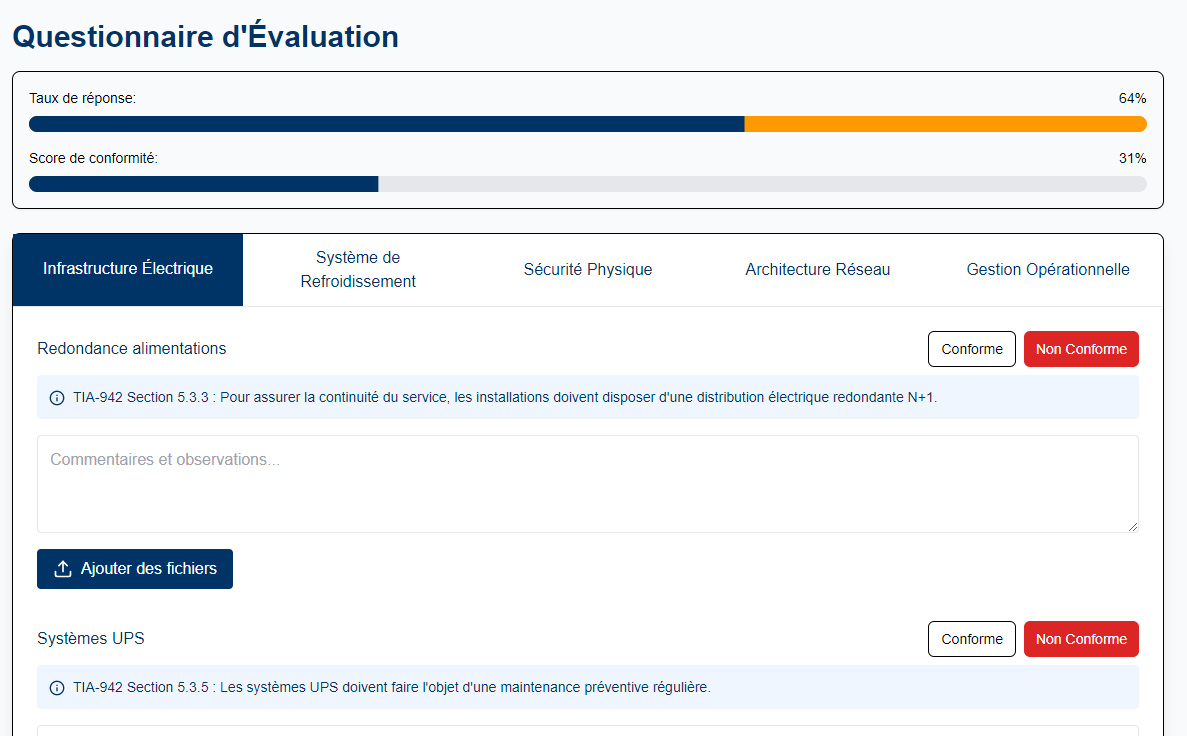 Questionnaire d'Évaluation
Taux de réponse: 64%
Score de conformité: 31%
Infrastructure Électrique
Système de
Refroidissement
Sécurité Physique
Architecture Réseau
Gestion Opérationnelle
Redondance alimentations
Conforme
Non Conforme
TIA-942 Section 5.3.3 : Pour assurer la continuité du service, les installations doivent disposer d'une distribution électrique redondante N+1.
Commentaires et observations...
Ajouter des fichiers
Systèmes UPS
Conforme
Non Conforme
TIA-942 Section 5.3.5 : Les systèmes UPS doivent faire l'objet d'une maintenance préventive régulière.